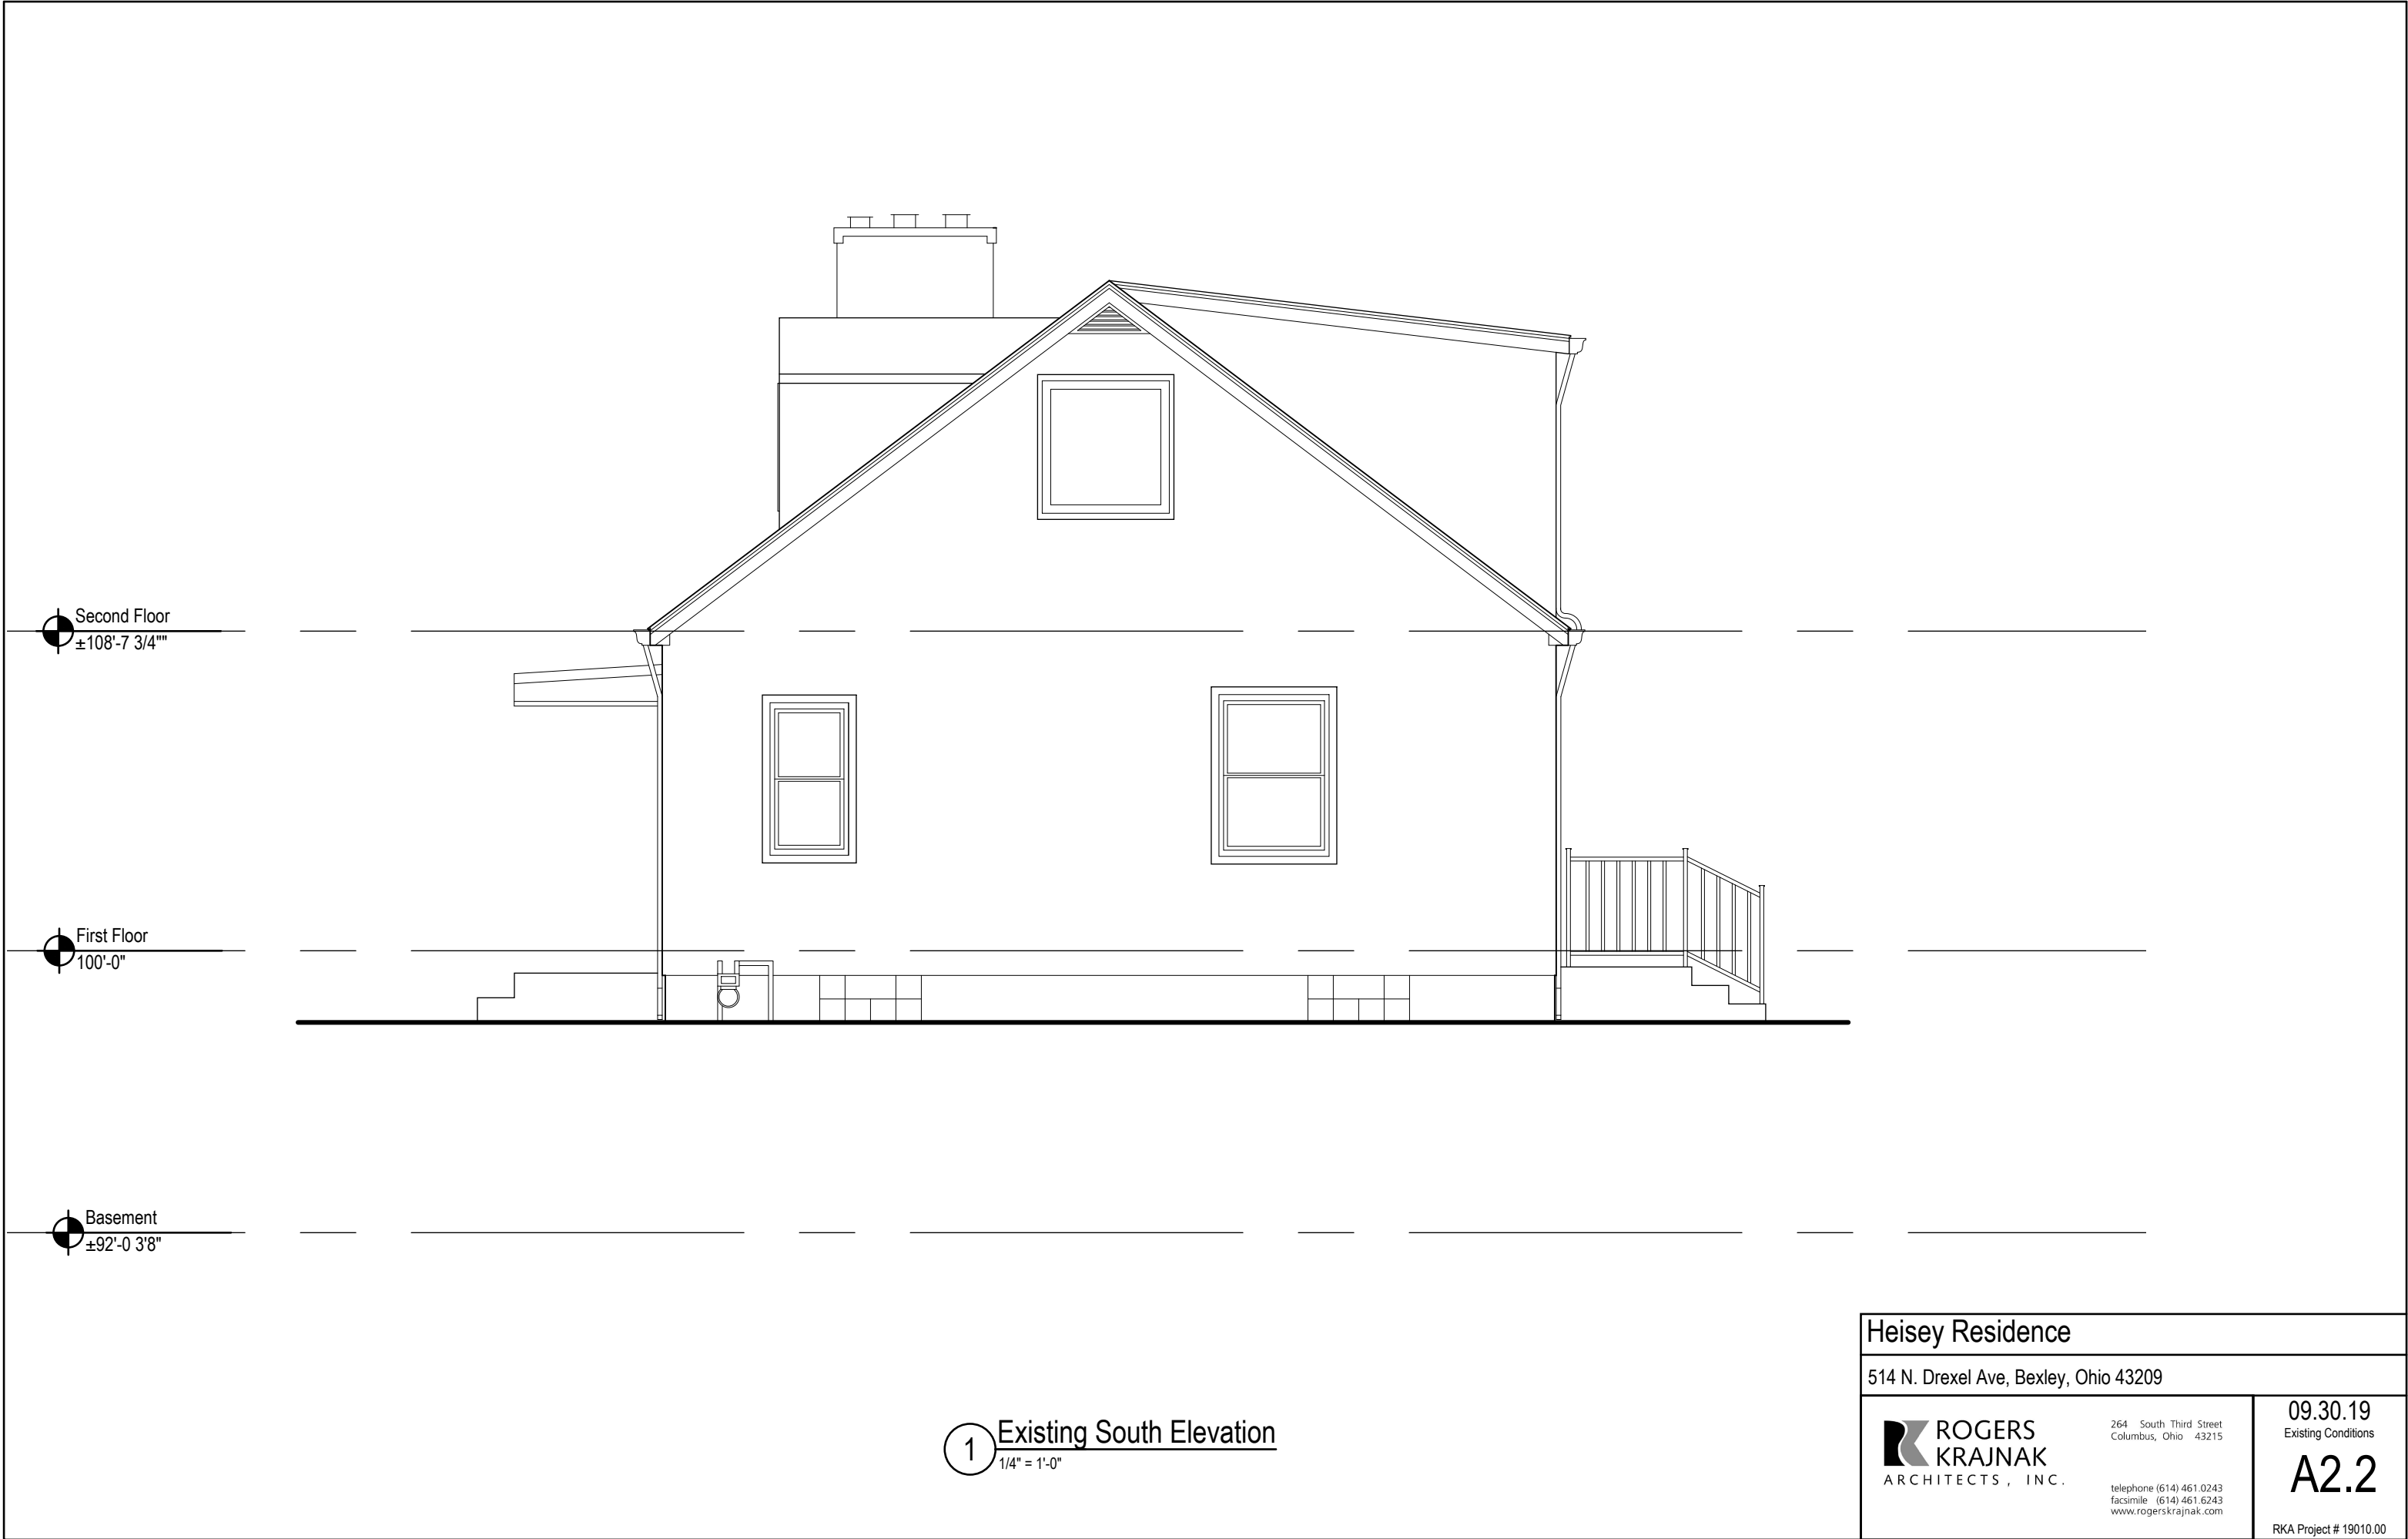 Second Floor
±108'-7 3/4""
First Floor
100'-0"
Basement
±92'-0 3'8"
1
Existing South Elevation
1/4" = 1'-0"
Heisey Residence
514 N. Drexel Ave, Bexley, Ohio 43209
ROGERS
KRAJNAK
ARCHITECTS, INC.
264 South Third Street
Columbus, Ohio 43215
telephone (614) 461.0243
facsimile (614) 461.6243
www.rogerskrajnak.com
09.30.19
Existing Conditions
A2.2
RKA Project # 19010.00